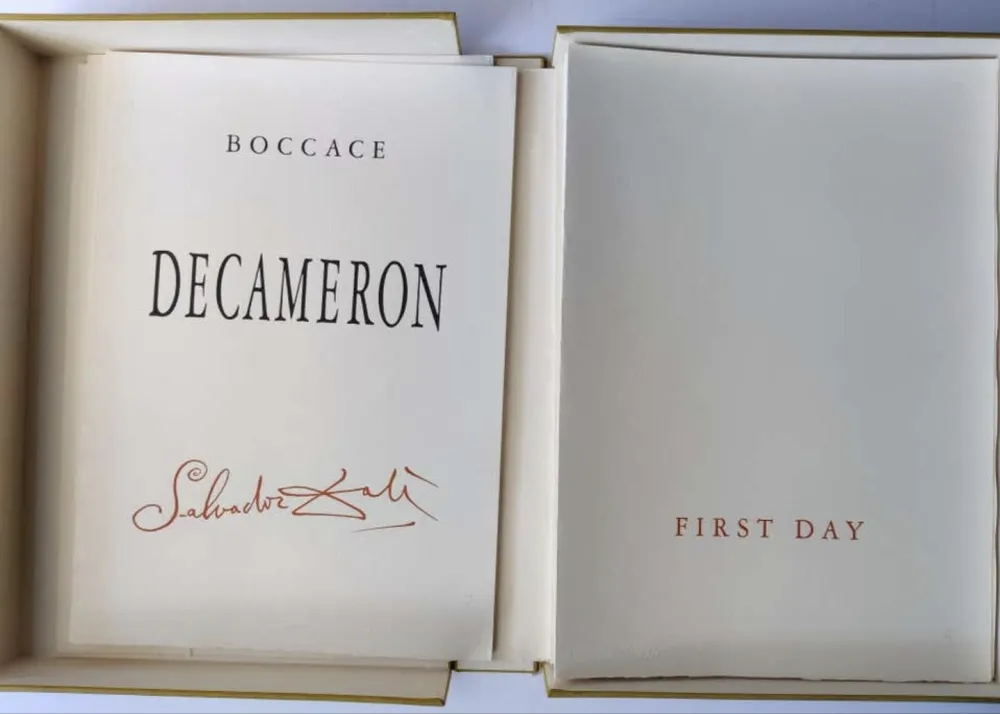 BOCCACE
DECAMERON
Salvador Dalí
FIRST DAY